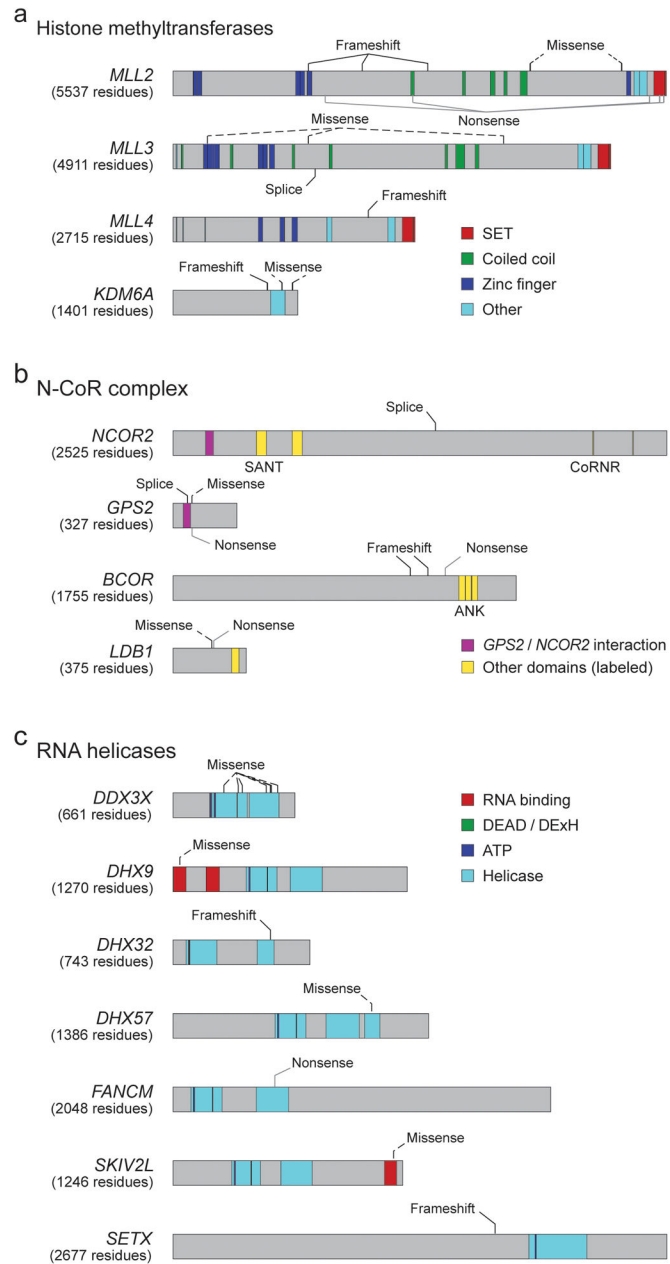 a
Histone methyltransferases
Frameshift
Missense
MLL2
(5537 residues)
Nonsense
Missense
MLL3
(4911 residues)
Splice
Frameshift
MLL4
(2715 residues)
SET
Coiled coil
Zinc finger
Other
Frameshift
Missense
KDM6A
(1401 residues)
b
N-CoR complex
Splice
NCOR2
(2525 residues)
SANT
CoRNR
Splice
Missense
GPS2
(327 residues)
Nonsense
Frameshift
Nonsense
BCOR
(1755 residues)
ANK
Missense
Nonsense
LDB1
(375 residues)
GPS2 / NCOR2 interaction
Other domains (labeled)
c
RNA helicases
Missense
DDX3X
(661 residues)
RNA binding
DEAD / DExH
ATP
Helicase
Missense
DHX9
(1270 residues)
Frameshift
DHX32
(743 residues)
Missense
DHX57
(1386 residues)
Nonsense
FANCM
(2048 residues)
Missense
SKIV2L
(1246 residues)
Frameshift
SETX
(2677 residues)